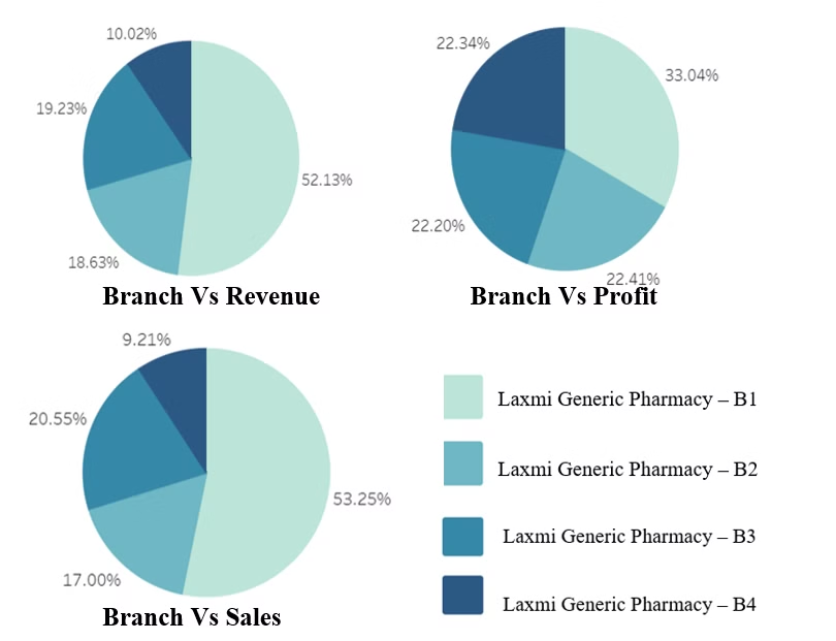 10.02%
19.23%
52.13%
18.63%
Branch Vs Revenue
22.34%
33.04%
22.20%
22.41%
Branch Vs Profit
9.21%
20.55%
53.25%
17.00%
Branch Vs Sales
Laxmi Generic Pharmacy – B1
Laxmi Generic Pharmacy – B2
Laxmi Generic Pharmacy – B3
Laxmi Generic Pharmacy – B4